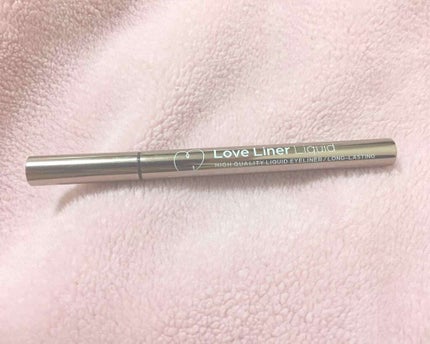 Love Liner Liquid
HIGH QUALITY LIQUID EYELINER/LONG-LASTING